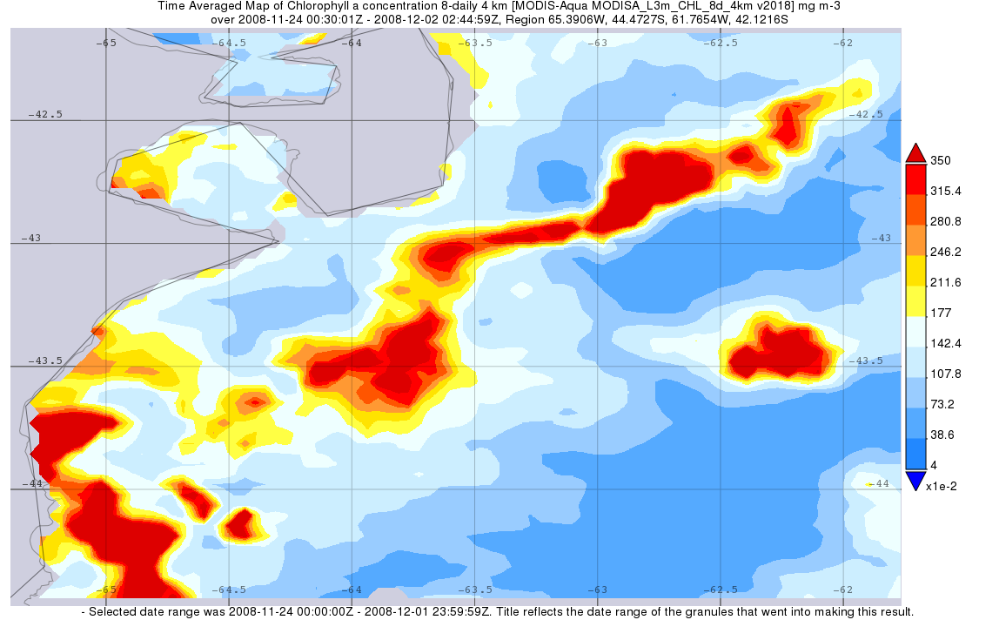 Time Averaged Map of Chlorophyll a concentration 8-daily 4 km [MODIS-Aqua MODISA_L3m_CHL_8d_4km v2018] mg m-3
over 2008-11-24 00:30:01Z - 2008-12-02 02:44:59Z, Region 65.3906W, 44.4727S, 61.7654W, 42.1216S
-65 -64.5 -64 -63.5 -63 -62.5 -62
-42.5 -42.5
350
315.4
280.8
-43 -43
246.2
211.6
177
142.4
-43.5 -43.5
107.8
73.2
38.6
4
-44 -44
x1e-2
-65 -64.5 -64 -63.5 -63 -62.5 -62
- Selected date range was 2008-11-24 00:00:00Z - 2008-12-01 23:59:59Z. Title reflects the date range of the granules that went into making this result.